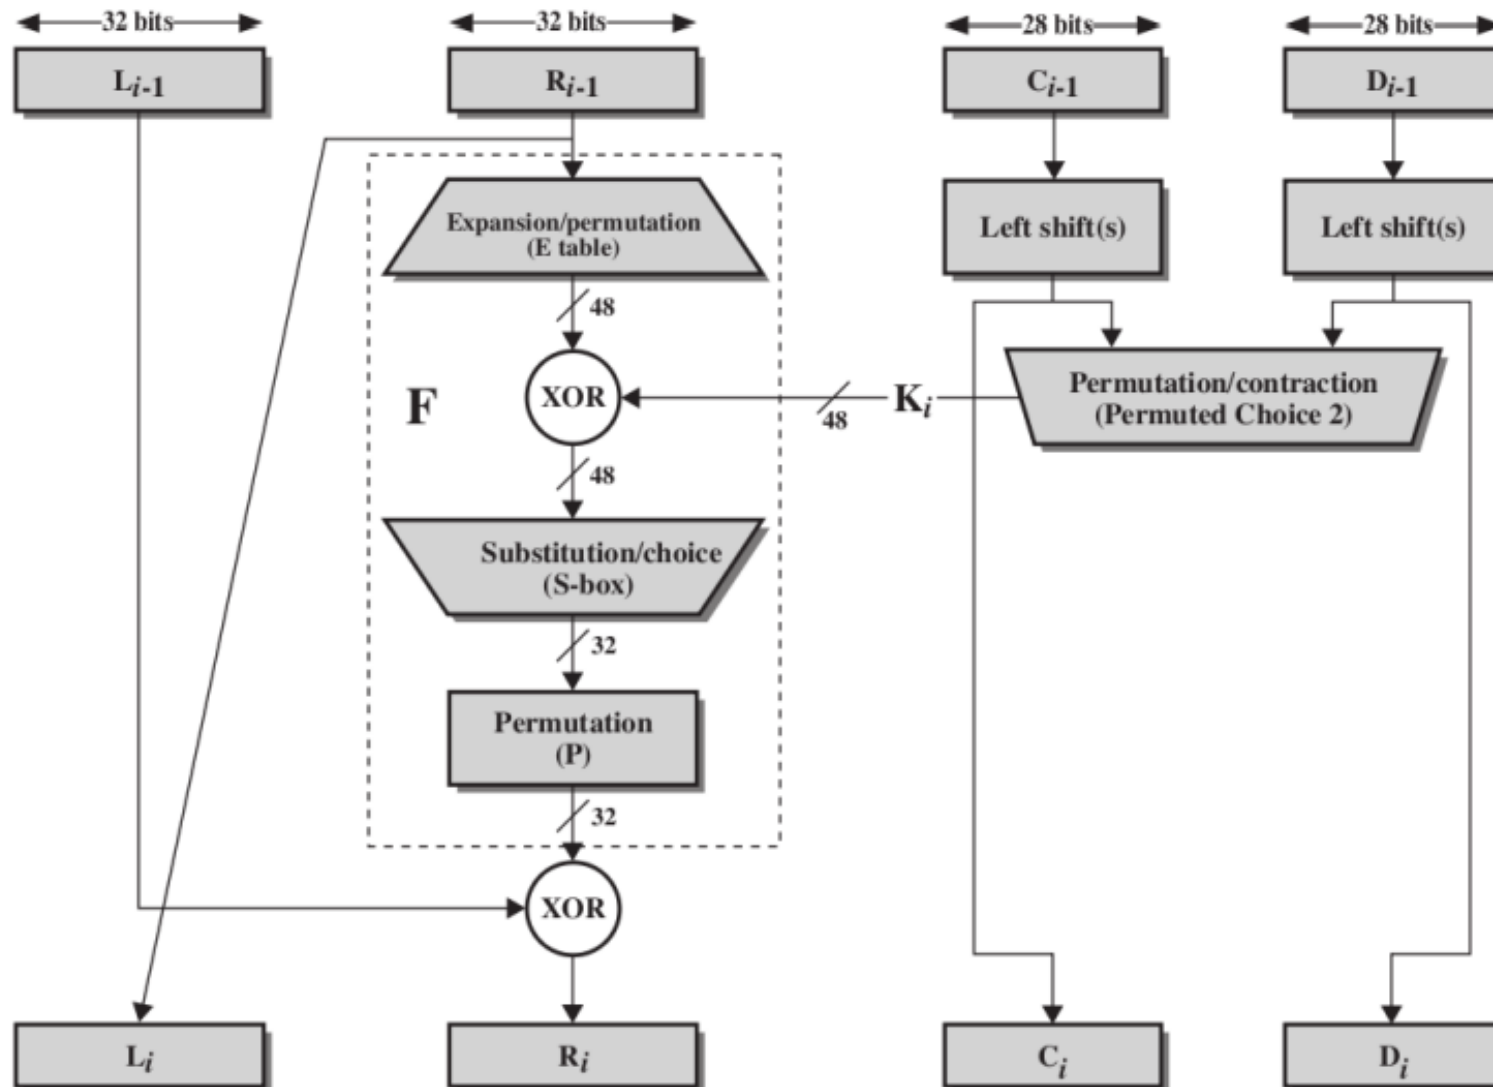 32 bits
32 bits
28 bits
28 bits
Li-1
Ri-1
Ci-1
Di-1
Expansion/permutation
(E table)
Left shift(s)
Left shift(s)
48
F
XOR
48
Ki
Permutation/contraction
(Permuted Choice 2)
48
Substitution/choice
(S-box)
32
Permutation
(P)
32
XOR
Li
Ri
Ci
Di